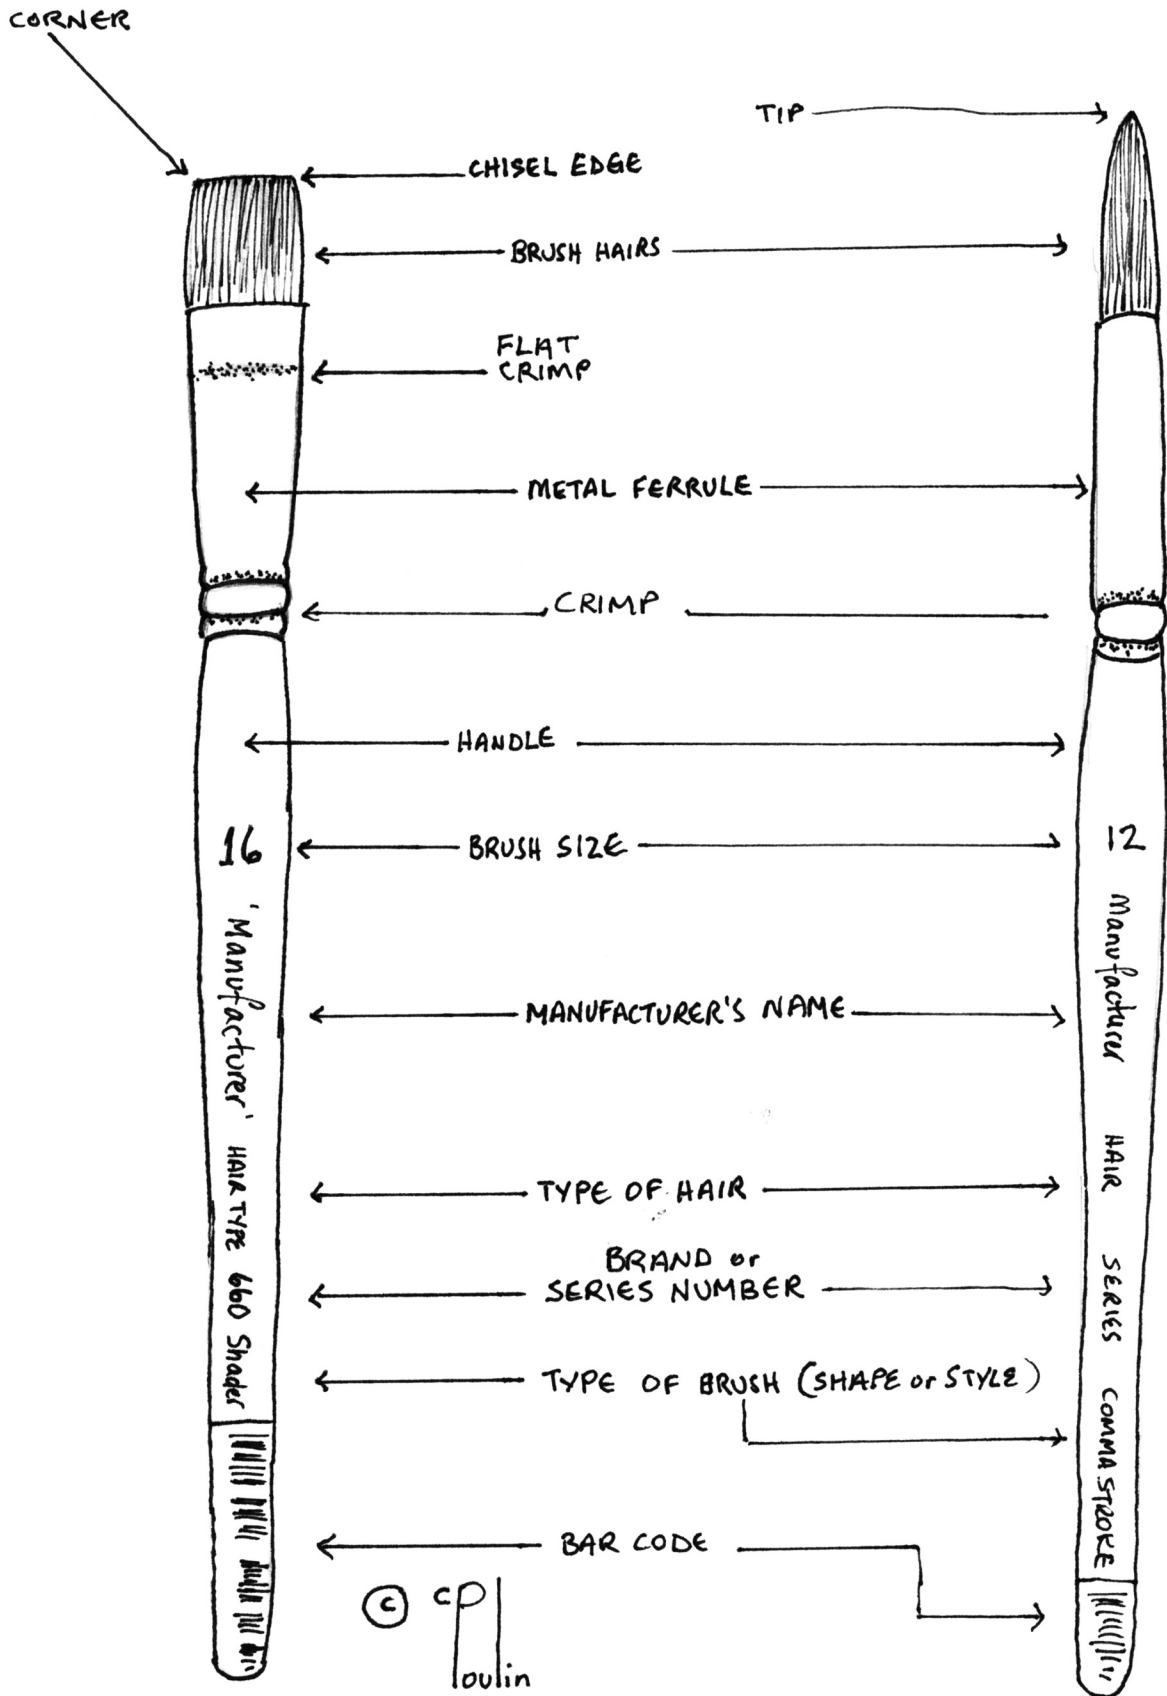 CORNER
TIP
CHISEL EDGE
BRUSH HAIRS
FLAT
CRIMP
METAL FERRULE
CRIMP
HANDLE
16
BRUSH SIZE
12
'Manufacturer' HAIR TYPE 660 Shader
Manufacturer HAIR SERIES COMMA STROKE
MANUFACTURER'S NAME
TYPE OF HAIR
BRAND or
SERIES NUMBER
TYPE OF BRUSH (SHAPE or STYLE)
BAR CODE
© CPoulin